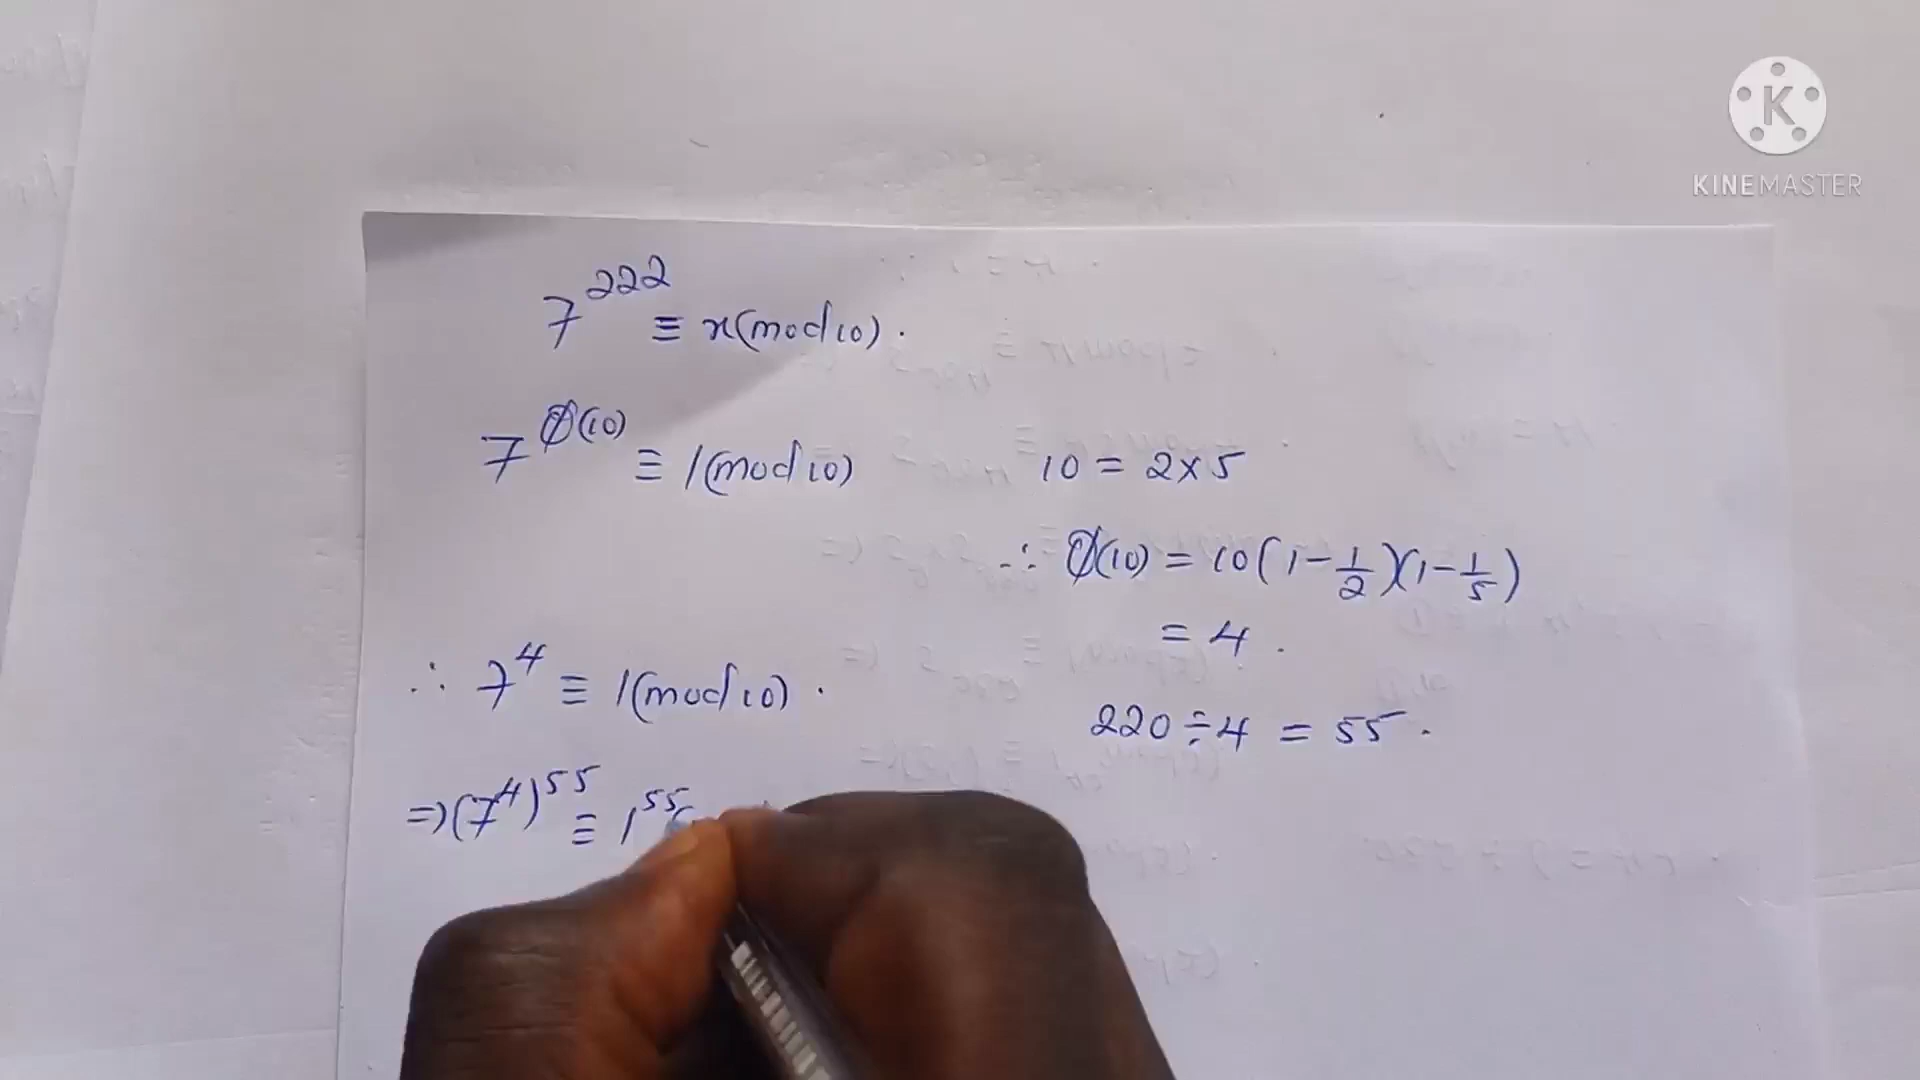 K
KINEMASTER
7^222 ≡ x(mod 10).
7^Ø(10) ≡ 1(mod 10)
10 = 2×5
∴ Ø(10) = 10(1-1/2)(1-1/5)
= 4.
∴ 7^4 ≡ 1(mod 10).
220 ÷ 4 = 55.
⇒ (7^4)^55 ≡ 1^55(